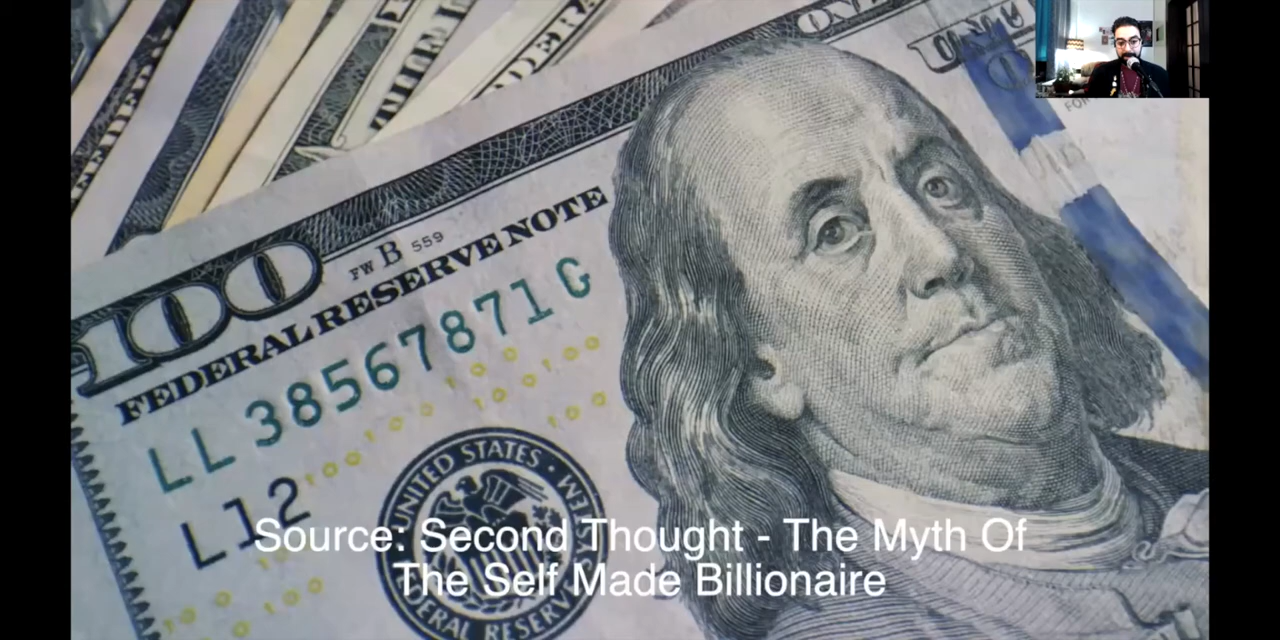 100
FW B 559
FEDERAL RESERVE NOTE
LL 38567871 G
L12
UNITED STATES
Source: Second Thought - The Myth Of
The Self Made Billionaire